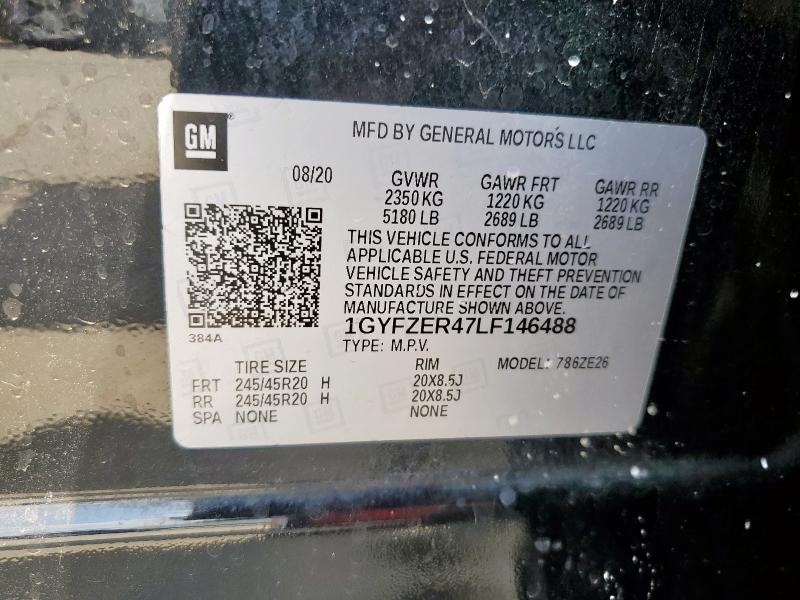 GM
MFD BY GENERAL MOTORS LLC
08/20 GVWR GAWR FRT GAWR RR
2350 KG 1220 KG 1220 KG
5180 LB 2689 LB 2689 LB
THIS VEHICLE CONFORMS TO ALL
APPLICABLE U.S. FEDERAL MOTOR
VEHICLE SAFETY AND THEFT PREVENTION
STANDARDS IN EFFECT ON THE DATE OF
MANUFACTURE SHOWN ABOVE.
1GYFZER47LF146488
384A
TYPE: M.P.V. MODEL: 786ZE26
TIRE SIZE RIM
FRT 245/45R20 H 20X8.5J
RR 245/45R20 H 20X8.5J
SPA NONE NONE